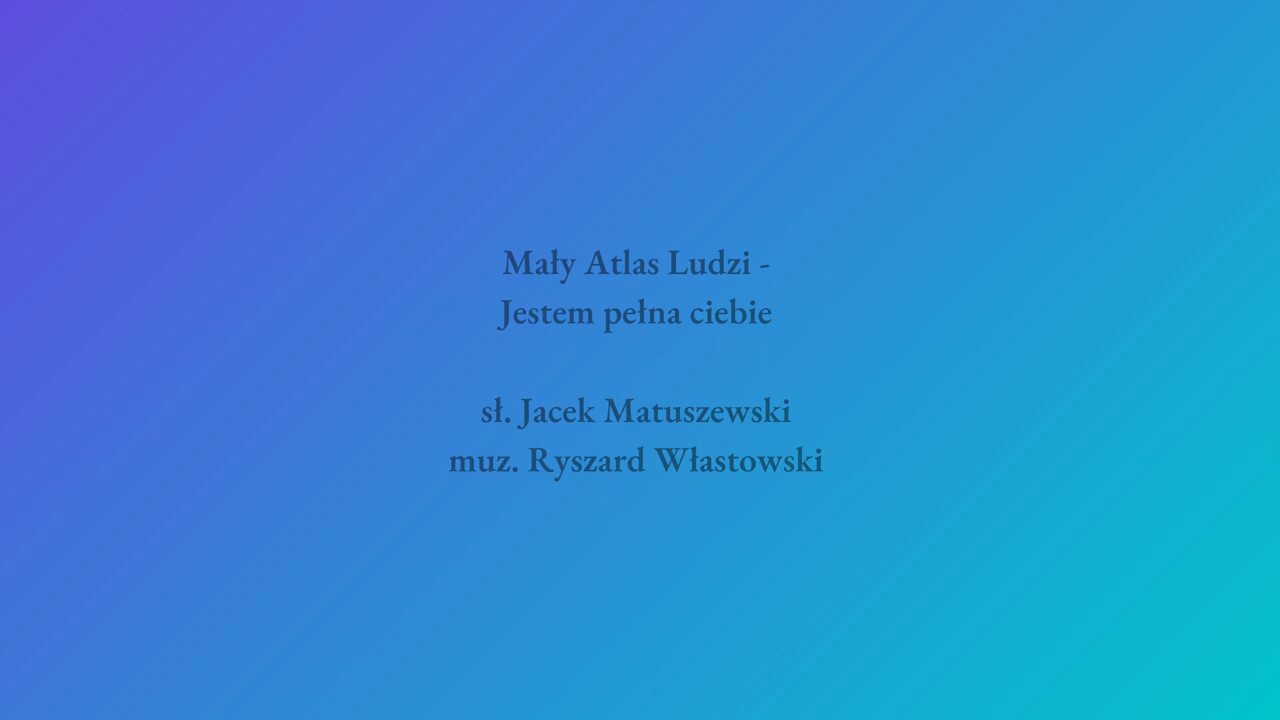 Mały Atlas Ludzi -
Jestem pełna ciebie
sł. Jacek Matuszewski
muz. Ryszard Włastowski